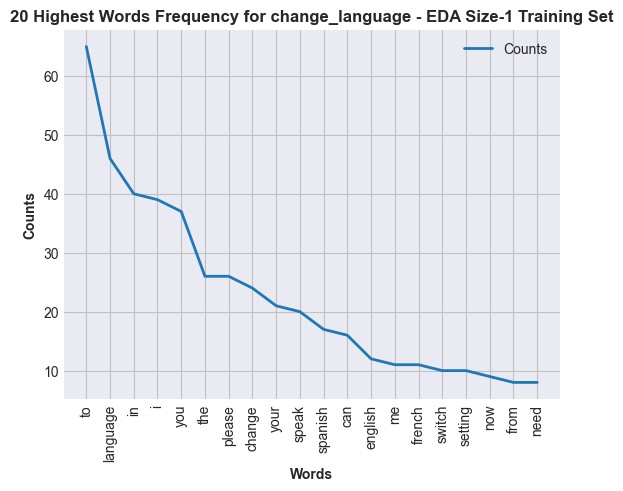 20 Highest Words Frequency for change_language - EDA Size-1 Training Set
Counts
Counts
60
50
40
30
20
10
to
language
in
i
you
the
please
change
your
speak
spanish
can
english
me
french
switch
setting
now
from
need
Words